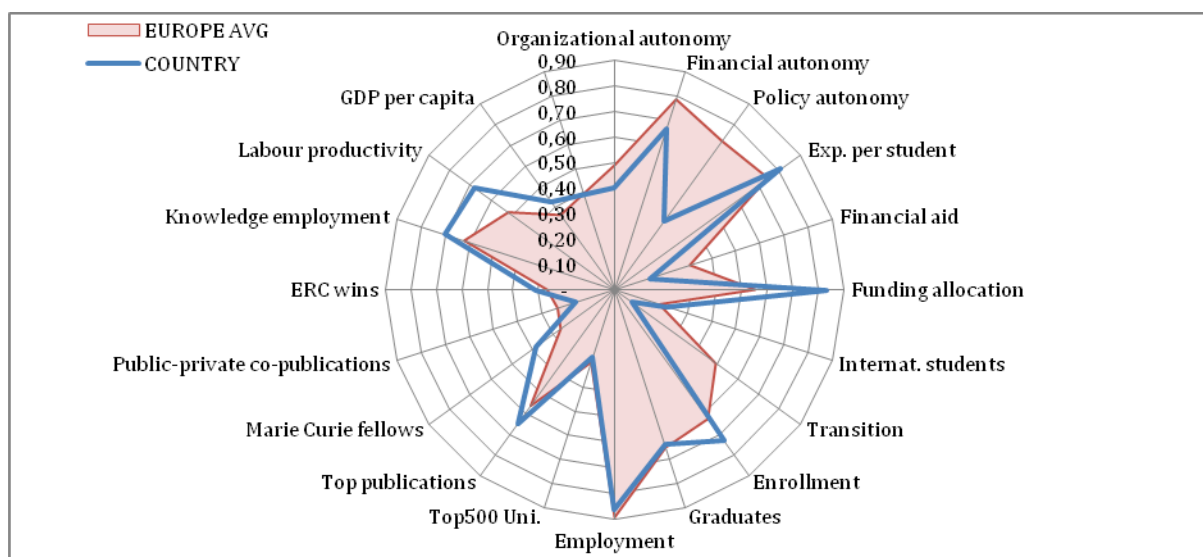 EUROPE AVG
COUNTRY
Organizational autonomy
Financial autonomy
Policy autonomy
Exp. per student
Financial aid
Funding allocation
Internat. students
Transition
Enrollment
Graduates
Employment
Top500 Uni.
Top publications
Marie Curie fellows
Public-private co-publications
ERC wins
Knowledge employment
Labour productivity
GDP per capita
0,90
0,80
0,70
0,60
0,50
0,40
0,30
0,20
0,10
-